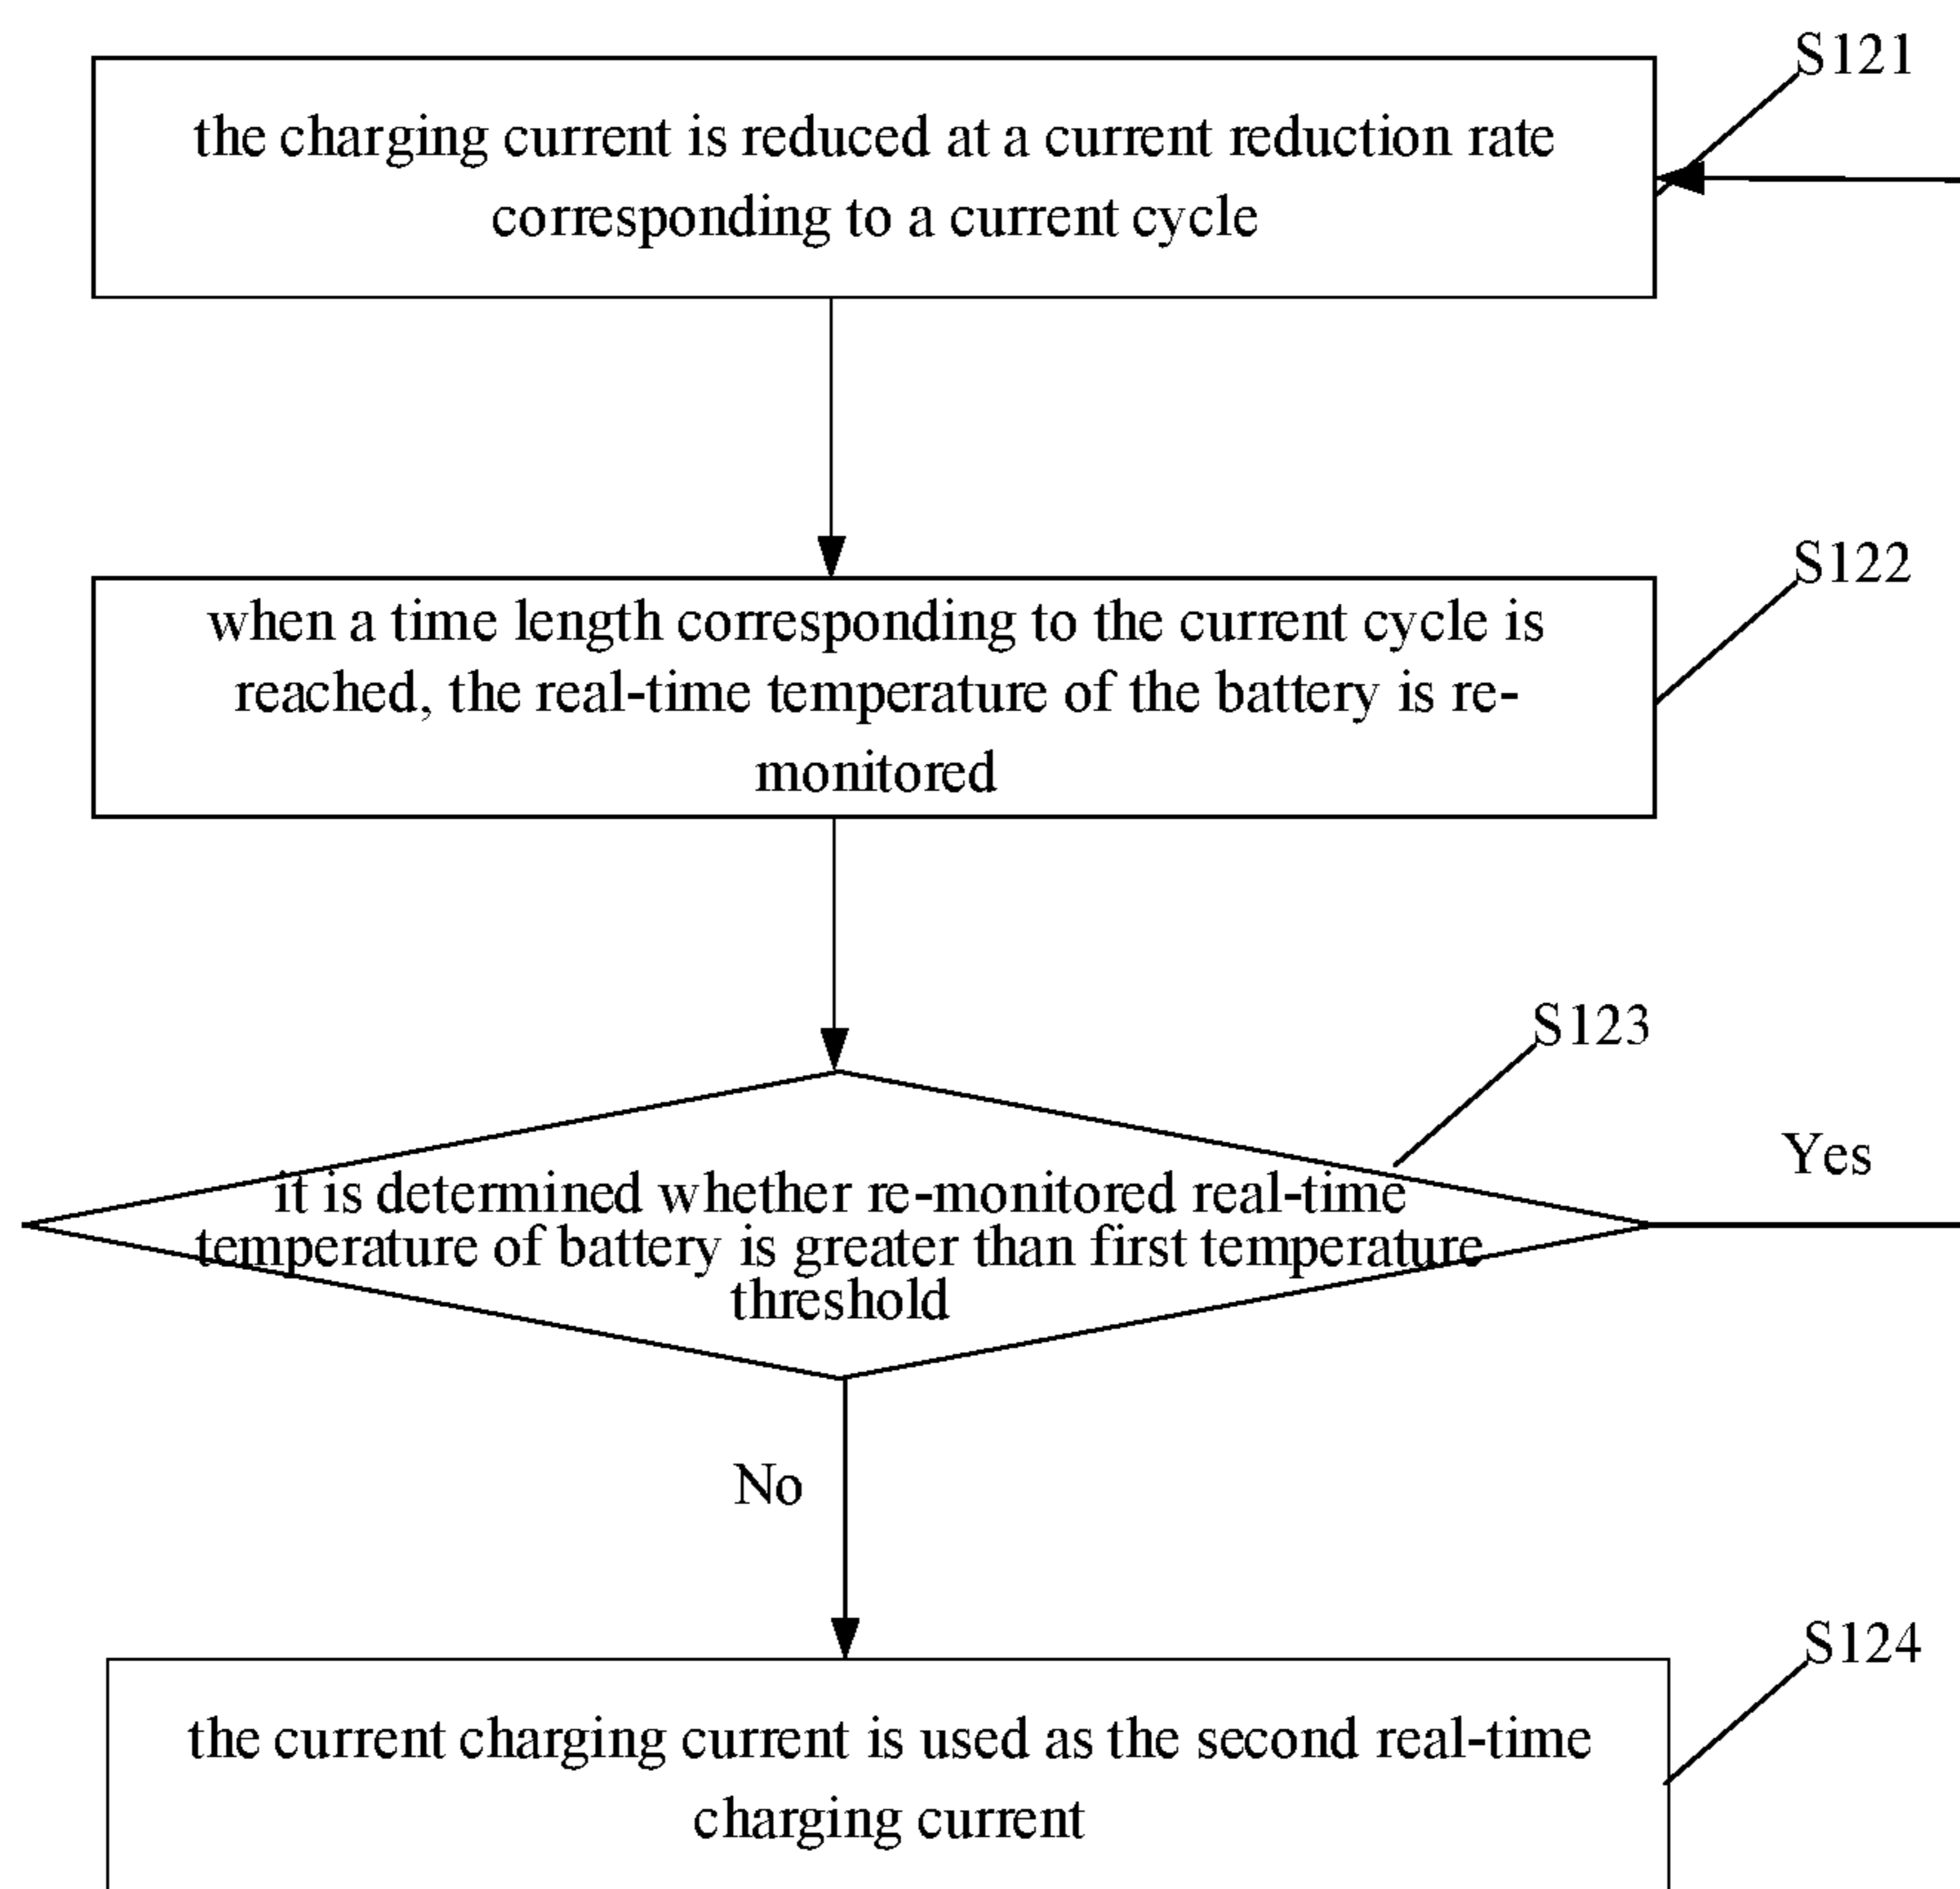 S121
the charging current is reduced at a current reduction rate
corresponding to a current cycle
S122
when a time length corresponding to the current cycle is
reached, the real-time temperature of the battery is re-
monitored
S123
it is determined whether re-monitored real-time
temperature of battery is greater than first temperature
threshold
Yes
No
S124
the current charging current is used as the second real-time
charging current